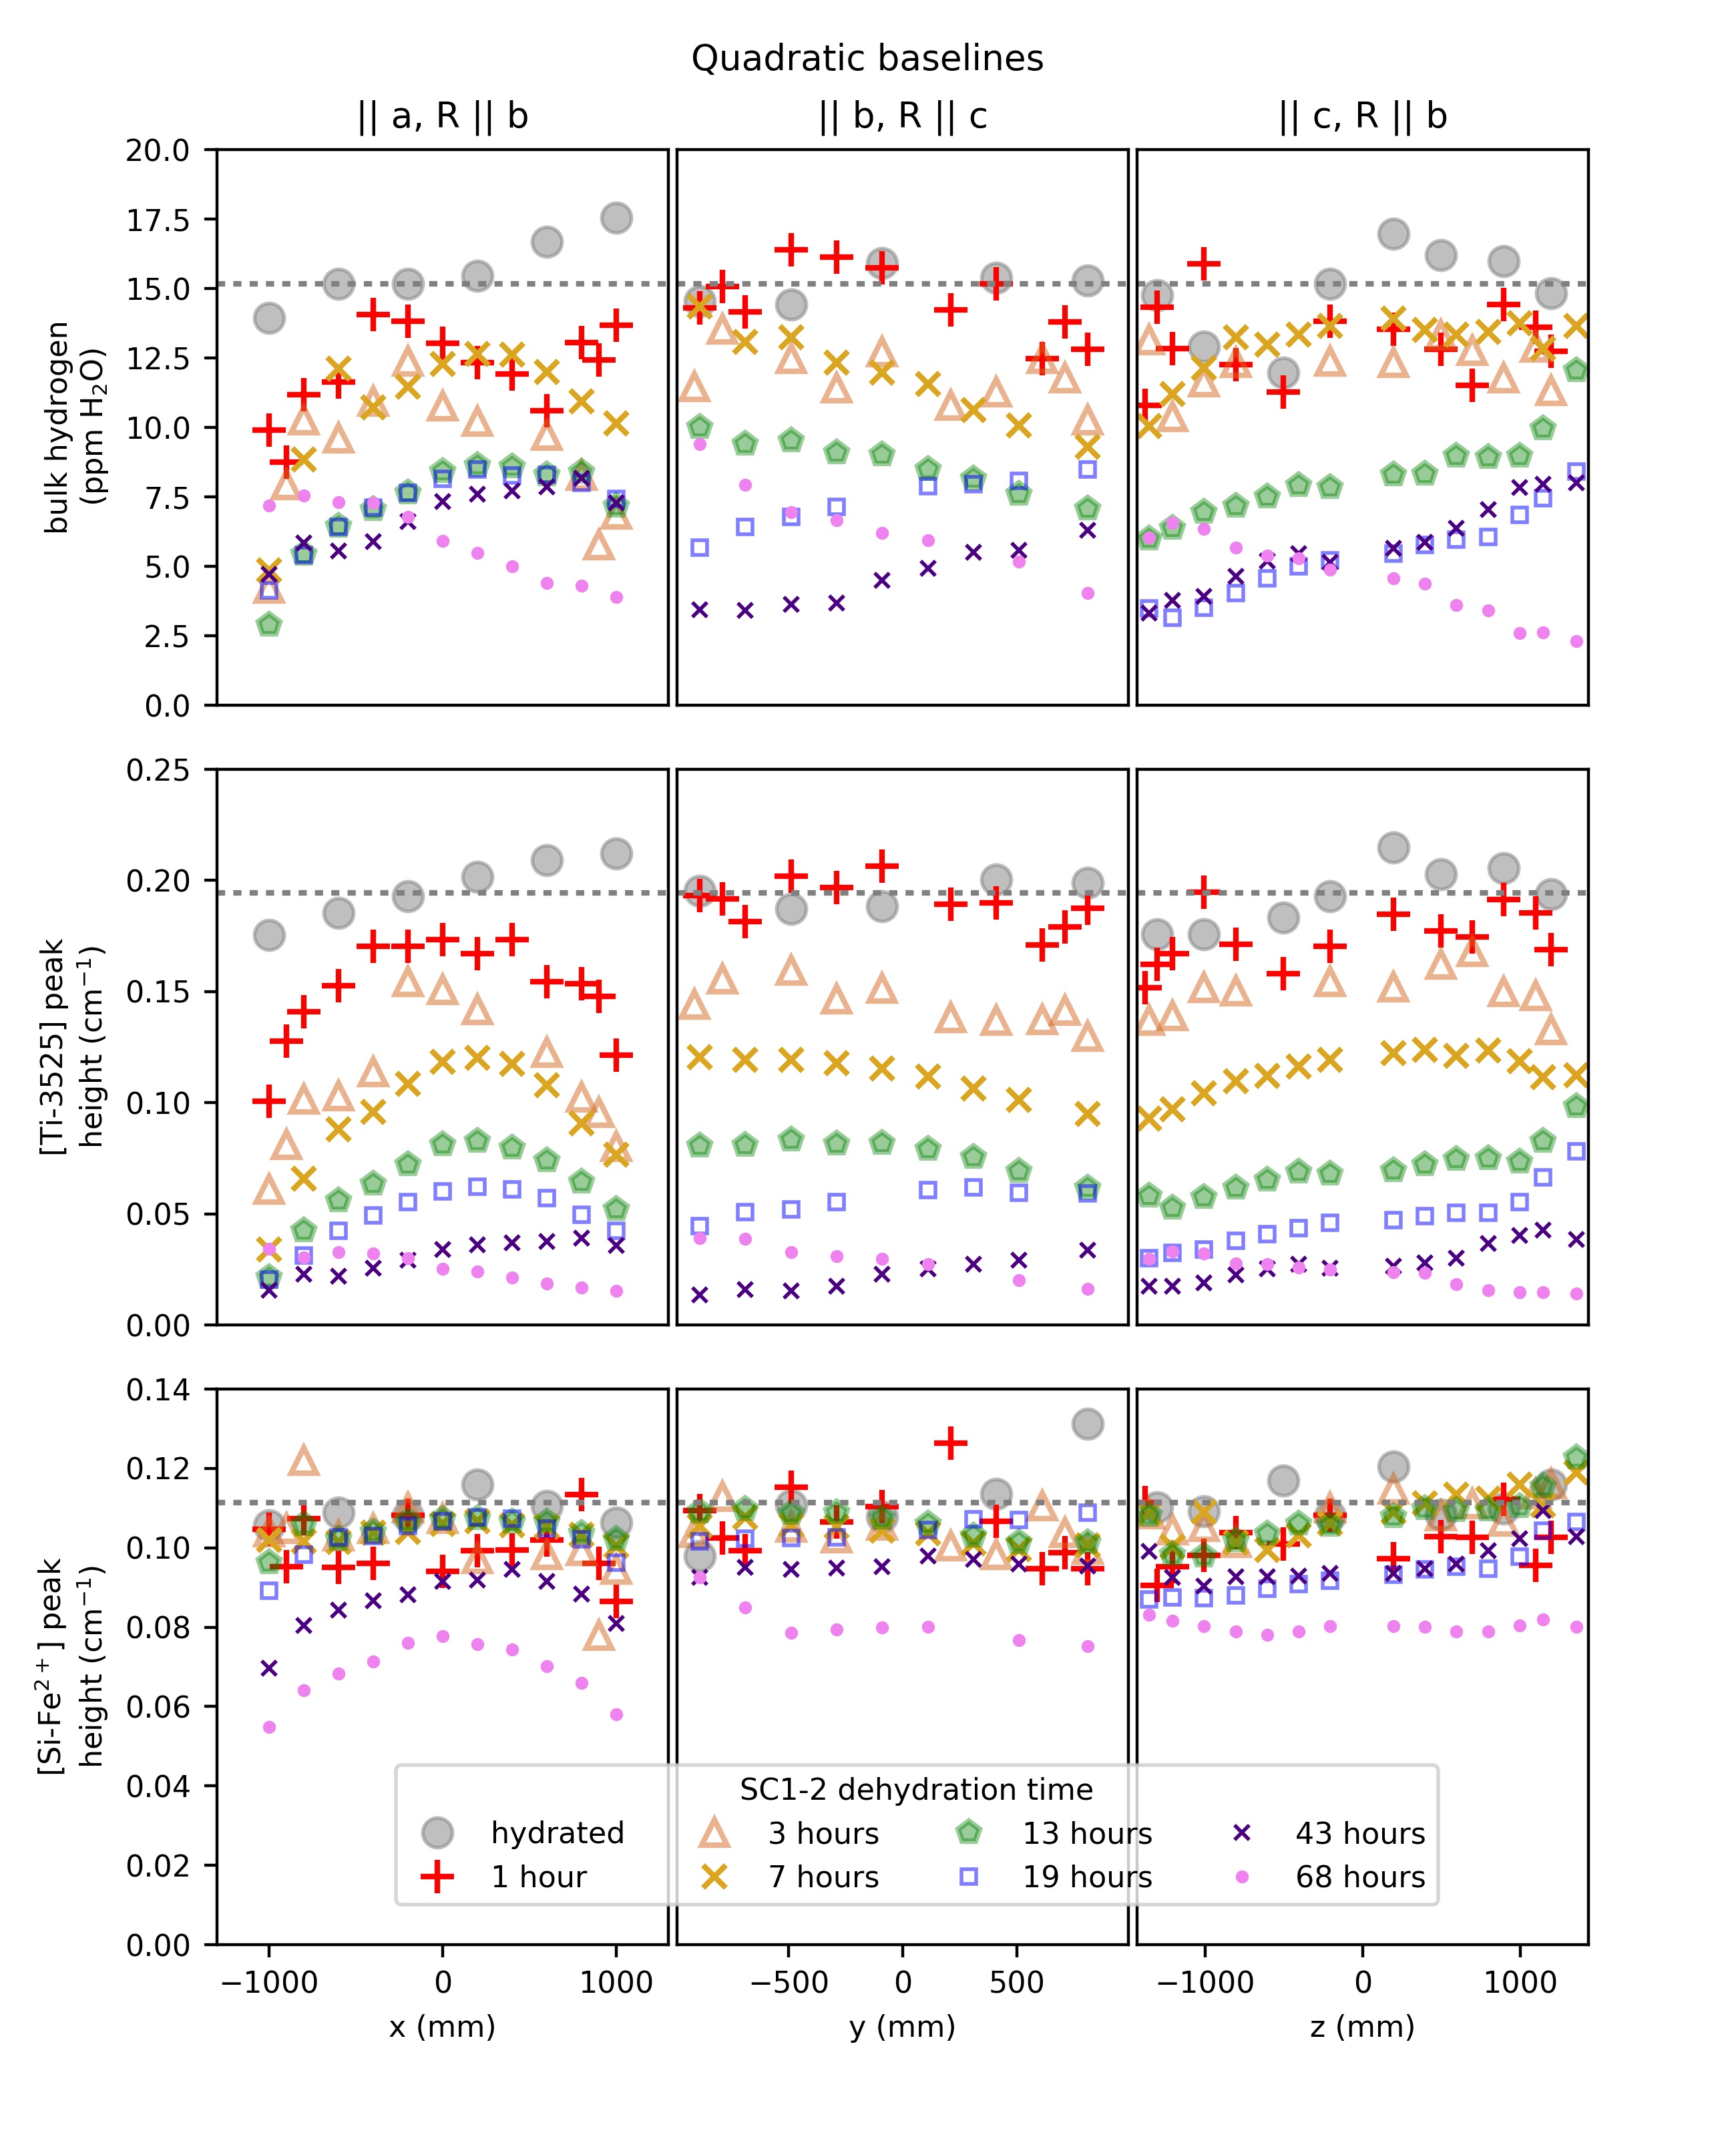 Quadratic baselines
|| a, R || b
|| b, R || c
|| c, R || b
bulk hydrogen
(ppm H₂O)
20.0
17.5
15.0
12.5
10.0
7.5
5.0
2.5
0.0
[Ti-3525] peak
height (cm⁻¹)
0.25
0.20
0.15
0.10
0.05
0.00
[Si-Fe²⁺] peak
height (cm⁻¹)
0.14
0.12
0.10
0.08
0.06
0.04
0.02
0.00
SC1-2 dehydration time
hydrated 3 hours 13 hours 43 hours
1 hour 7 hours 19 hours 68 hours
−1000 0 1000 −500 0 500 −1000 0 1000
x (mm) y (mm) z (mm)